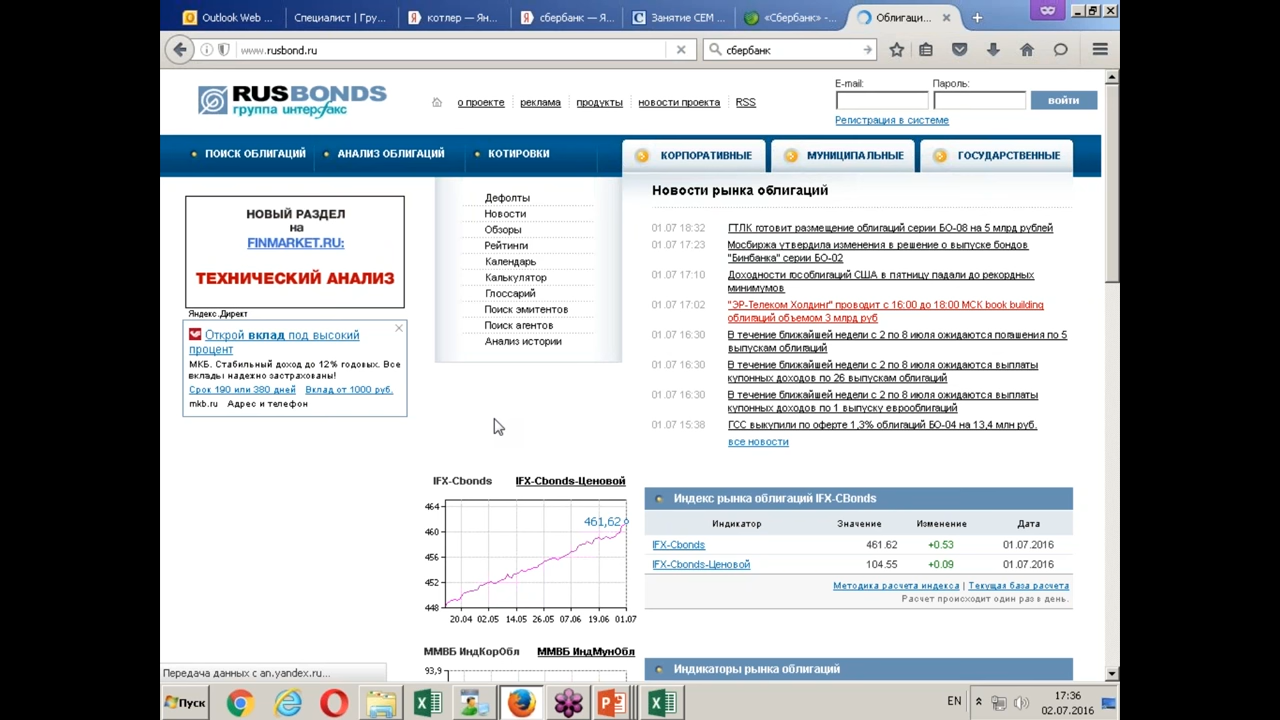 Outlook Web ...
Специалист | Гру...
котлер — Ян...
сбербанк — Я...
Занятие СЕМ ...
«Сбербанк» -...
Облигаци...
www.rusbond.ru
сбербанк
RUSBONDS
группа интерфакс
о проекте
реклама
продукты
новости проекта
RSS
E-mail:
Пароль:
войти
Регистрация в системе
ПОИСК ОБЛИГАЦИЙ
АНАЛИЗ ОБЛИГАЦИЙ
КОТИРОВКИ
КОРПОРАТИВНЫЕ
МУНИЦИПАЛЬНЫЕ
ГОСУДАРСТВЕННЫЕ
НОВЫЙ РАЗДЕЛ
на
FINMARKET.RU:
ТЕХНИЧЕСКИЙ АНАЛИЗ
Яндекс.Директ
Открой вклад под высокий
процент
МКБ. Стабильный доход до 12% годовых. Все
вклады надежно застрахованы!
Срок 190 или 380 дней Вклад от 1000 руб.
mkb.ru Адрес и телефон
Дефолты
Новости
Обзоры
Рейтинги
Календарь
Калькулятор
Глоссарий
Поиск эмитентов
Поиск агентов
Анализ истории
Новости рынка облигаций
01.07 18:32 ГТЛК готовит размещение облигаций серии БО-08 на 5 млрд рублей
01.07 17:23 Мосбиржа утвердила изменения в решение о выпуске бондов
"Бинбанка" серии БО-02
01.07 17:10 Доходности гособлигаций США в пятницу падали до рекордных
минимумов
01.07 17:02 "ЭР-Телеком Холдинг" проводит с 16:00 до 18:00 МСК book building
облигаций объемом 3 млрд руб
01.07 16:30 В течение ближайшей недели с 2 по 8 июля ожидаются погашения по 5
выпускам облигаций
01.07 16:30 В течение ближайшей недели с 2 по 8 июля ожидаются выплаты
купонных доходов по 26 выпускам облигаций
01.07 16:30 В течение ближайшей недели с 2 по 8 июля ожидаются выплаты
купонных доходов по 1 выпуску еврооблигаций
01.07 15:38 ГСС выкупили по оферте 1,3% облигаций БО-04 на 13,4 млн руб.
все новости
IFX-Cbonds IFX-Cbonds-Ценовой
464
460
456
452
448
461,62
20.04 02.05 14.05 26.05 07.06 19.06 01.07
Индекс рынка облигаций IFX-CBonds
Индикатор Значение Изменение Дата
IFX-Cbonds 461.62 +0.53 01.07.2016
IFX-Cbonds-Ценовой 104.55 +0.09 01.07.2016
Методика расчета индекса | Текущая база расчета
Расчет происходит один раз в день.
ММВБ ИндКорОбл ММВБ ИндМунОбл
93,9
Индикаторы рынка облигаций
Передача данных с an.yandex.ru...
Пуск
EN
17:36
02.07.2016